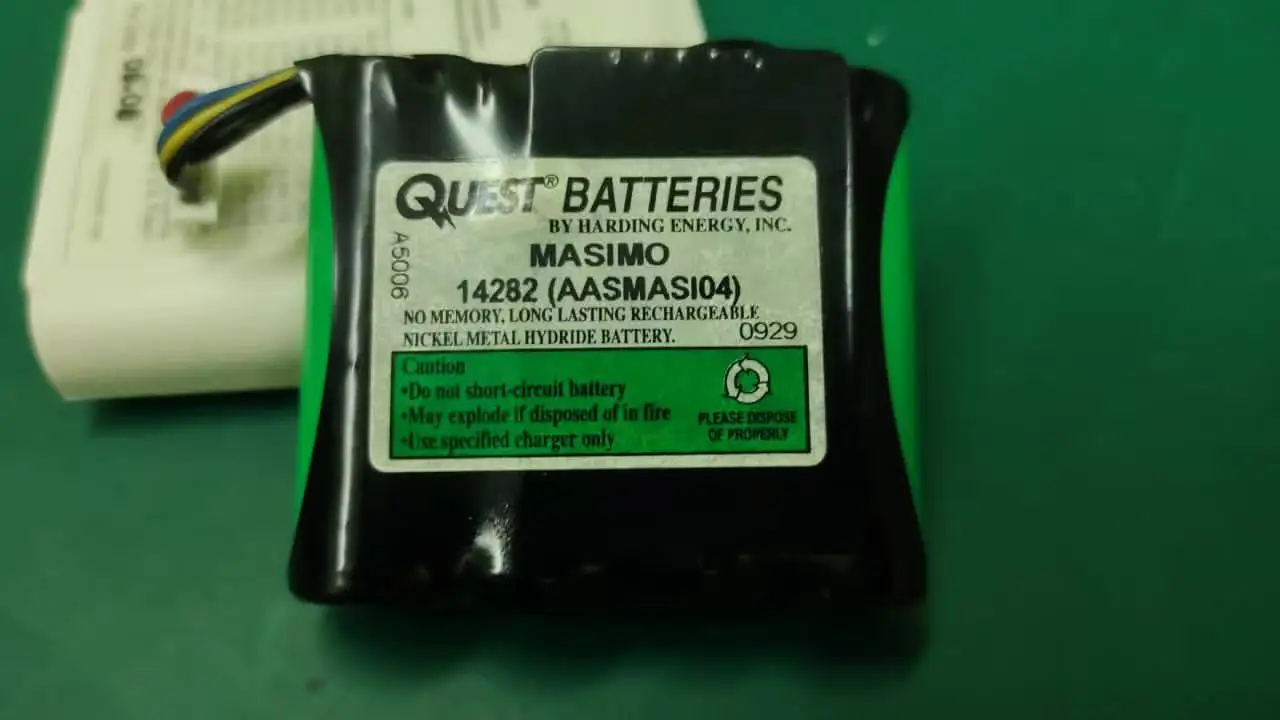 QUEST® BATTERIES
BY HARDING ENERGY, INC.
MASIMO
14282 (AASMASI04)
A5006
NO MEMORY, LONG LASTING RECHARGEABLE
NICKEL METAL HYDRIDE BATTERY.
0929
Caution
•Do not short-circuit battery
•May explode if disposed of in fire
•Use specified charger only
PLEASE DISPOSE
OF PROPERLY